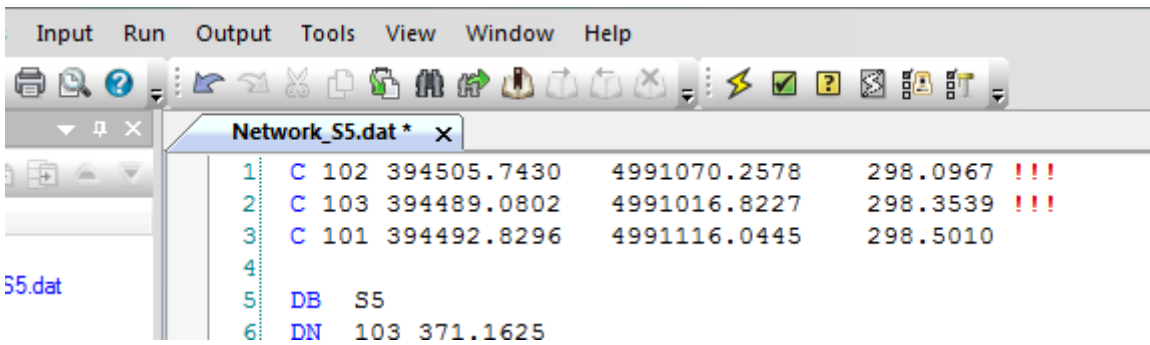 Input Run Output Tools View Window Help
Network_S5.dat * x
1 C 102 394505.7430 4991070.2578 298.0967 !!!
2 C 103 394489.0802 4991016.8227 298.3539 !!!
3 C 101 394492.8296 4991116.0445 298.5010
4
S5.dat
5 DB S5
6 DN 103 371.1625